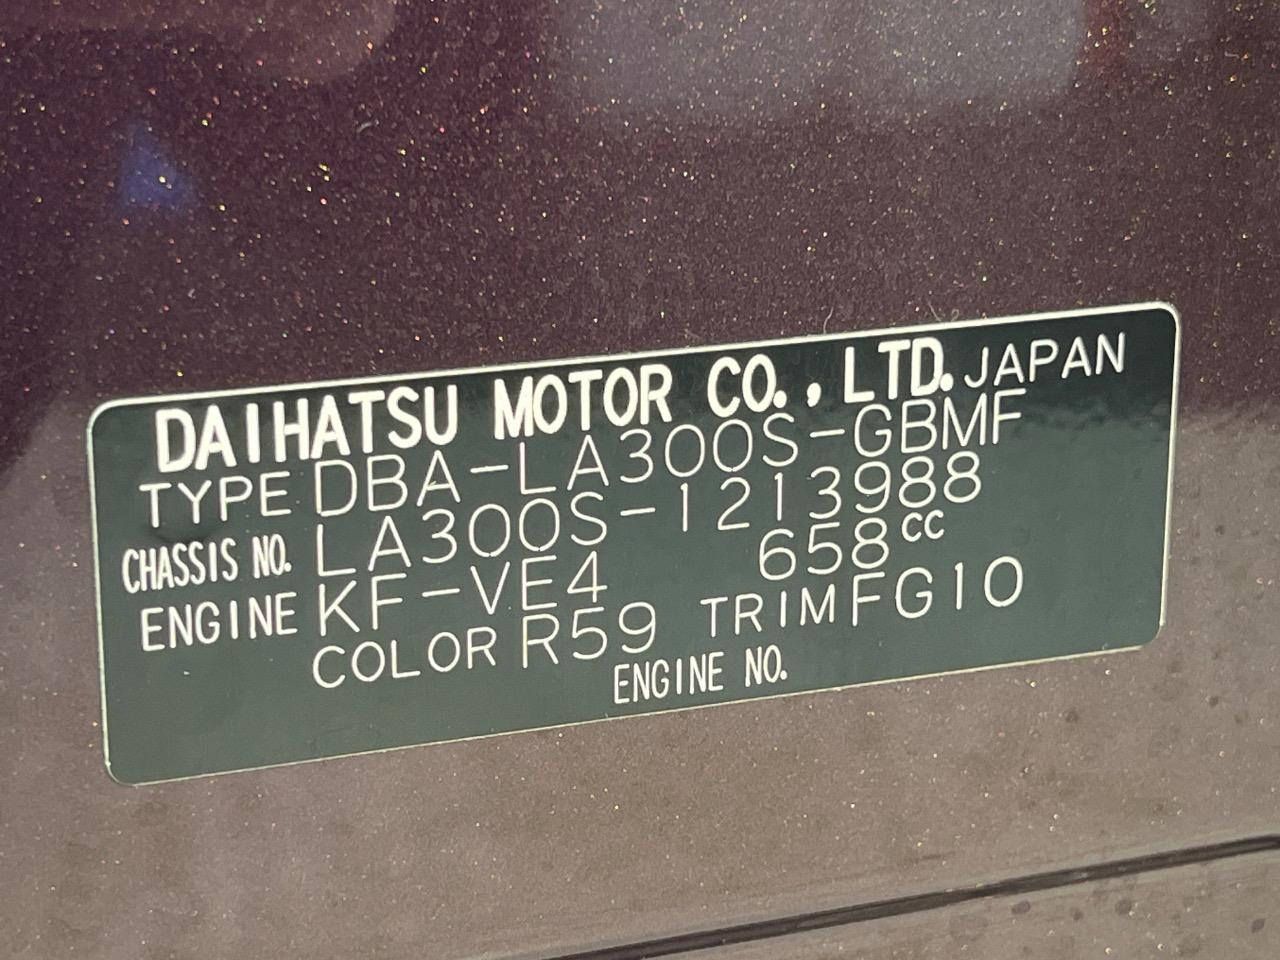 DAIHATSU MOTOR CO., LTD. JAPAN
TYPE DBA-LA300S-GBMF
CHASSIS NO. LA300S-1213988
ENGINE KF-VE4 658CC
COLOR R59 TRIM FG10
ENGINE NO.